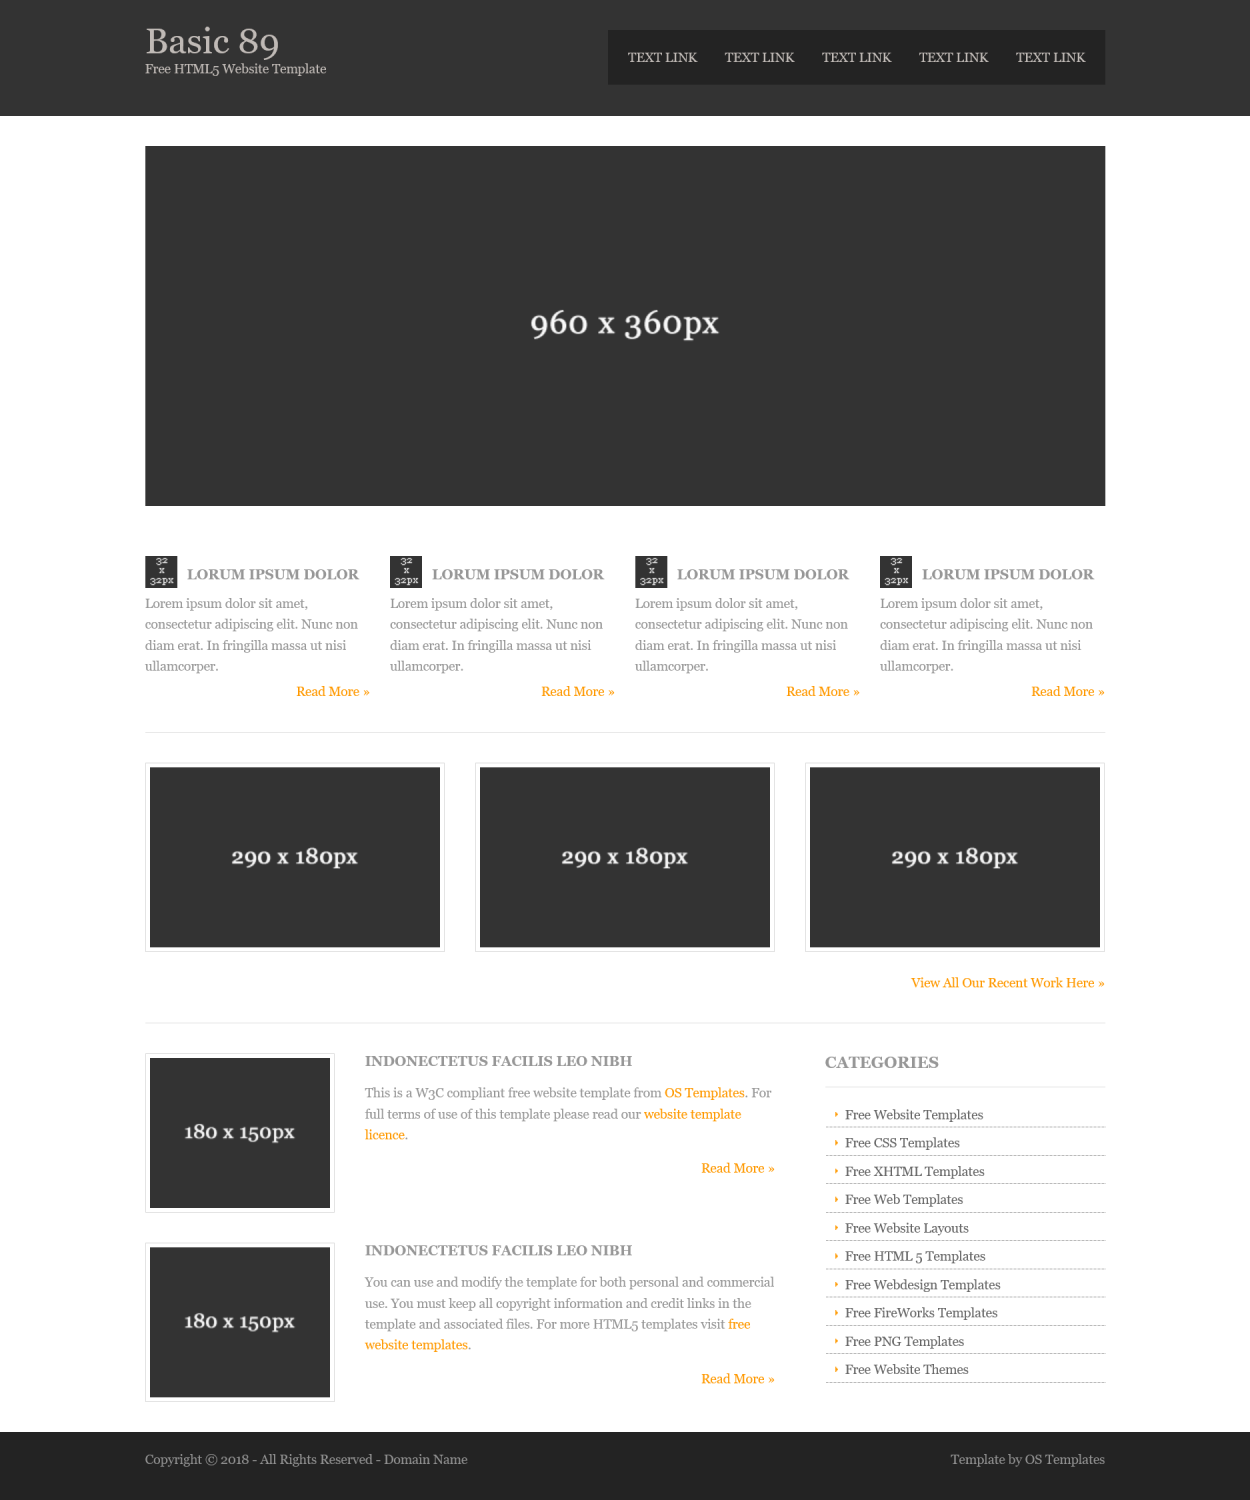 Basic 89
Free HTML5 Website Template
TEXT LINK TEXT LINK TEXT LINK TEXT LINK TEXT LINK
960 x 360px
32
x
32px
LORUM IPSUM DOLOR
Lorem ipsum dolor sit amet,
consectetur adipiscing elit. Nunc non
diam erat. In fringilla massa ut nisi
ullamcorper.
Read More »
32
x
32px
LORUM IPSUM DOLOR
Lorem ipsum dolor sit amet,
consectetur adipiscing elit. Nunc non
diam erat. In fringilla massa ut nisi
ullamcorper.
Read More »
32
x
32px
LORUM IPSUM DOLOR
Lorem ipsum dolor sit amet,
consectetur adipiscing elit. Nunc non
diam erat. In fringilla massa ut nisi
ullamcorper.
Read More »
32
x
32px
LORUM IPSUM DOLOR
Lorem ipsum dolor sit amet,
consectetur adipiscing elit. Nunc non
diam erat. In fringilla massa ut nisi
ullamcorper.
Read More »
290 x 180px
290 x 180px
290 x 180px
View All Our Recent Work Here »
180 x 150px
INDONECTETUS FACILIS LEO NIBH
This is a W3C compliant free website template from OS Templates. For
full terms of use of this template please read our website template
licence.
Read More »
180 x 150px
INDONECTETUS FACILIS LEO NIBH
You can use and modify the template for both personal and commercial
use. You must keep all copyright information and credit links in the
template and associated files. For more HTML5 templates visit free
website templates.
Read More »
CATEGORIES
Free Website Templates
Free CSS Templates
Free XHTML Templates
Free Web Templates
Free Website Layouts
Free HTML 5 Templates
Free Webdesign Templates
Free FireWorks Templates
Free PNG Templates
Free Website Themes
Copyright © 2018 - All Rights Reserved - Domain Name
Template by OS Templates